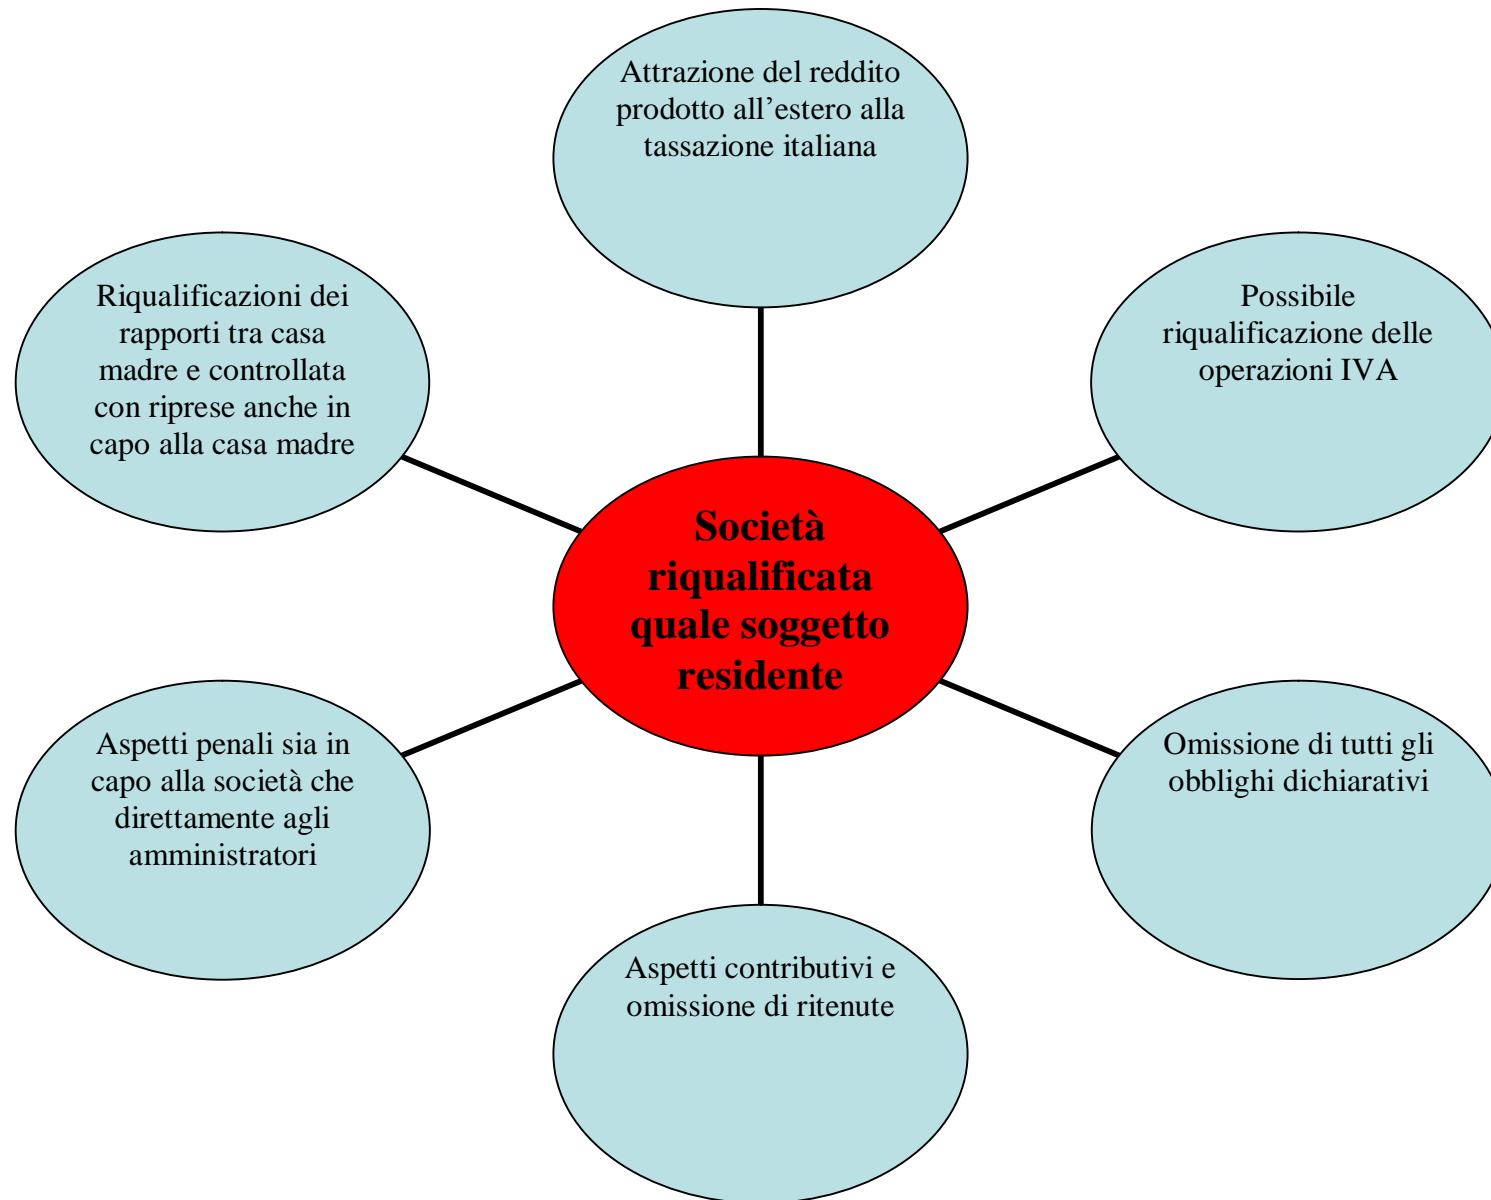 Attrazione del reddito
prodotto all’estero alla
tassazione italiana
Riqualificazioni dei
rapporti tra casa
madre e controllata
con riprese anche in
capo alla casa madre
Possibile
riqualificazione delle
operazioni IVA
Società
riqualificata
quale soggetto
residente
Aspetti penali sia in
capo alla società che
direttamente agli
amministratori
Omissione di tutti gli
obblighi dichiarativi
Aspetti contributivi e
omissione di ritenute